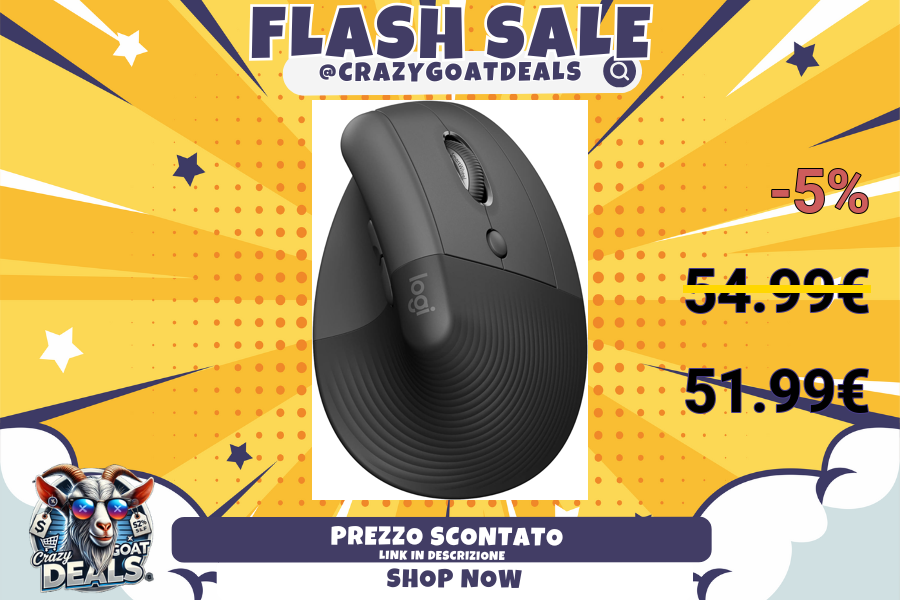 FLASH SALE
@CRAZYGOATDEALS
-5%
54.99€
51.99€
logi
$
52%
Crazy
GOAT
DEALS
PREZZO SCONTATO
LINK IN DESCRIZIONE
SHOP NOW